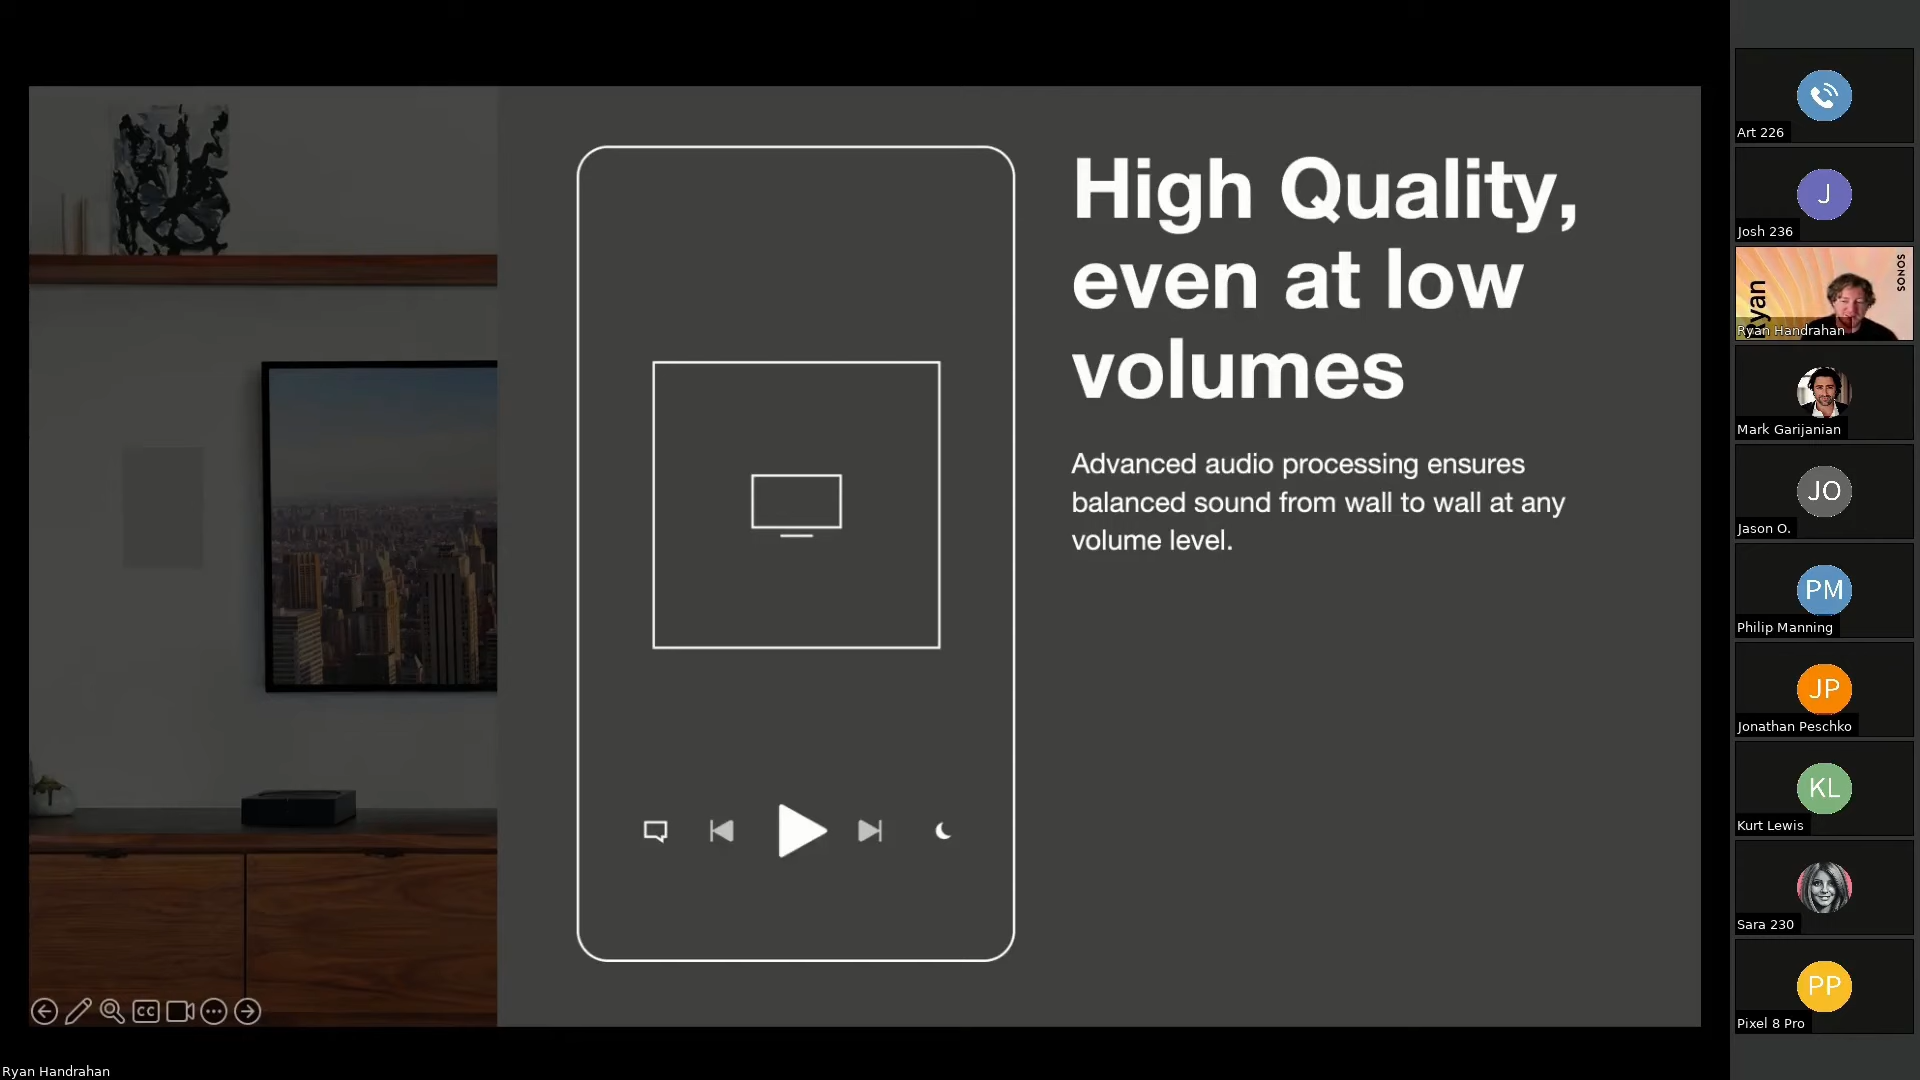 High Quality,
even at low
volumes
Advanced audio processing ensures
balanced sound from wall to wall at any
volume level.
CC
Ryan Handrahan
Art 226
J
Josh 236
Ryan
SONOS
Ryan Handrahan
Mark Garijanian
JO
Jason O.
PM
Philip Manning
JP
Jonathan Peschko
KL
Kurt Lewis
Sara 230
PP
Pixel 8 Pro